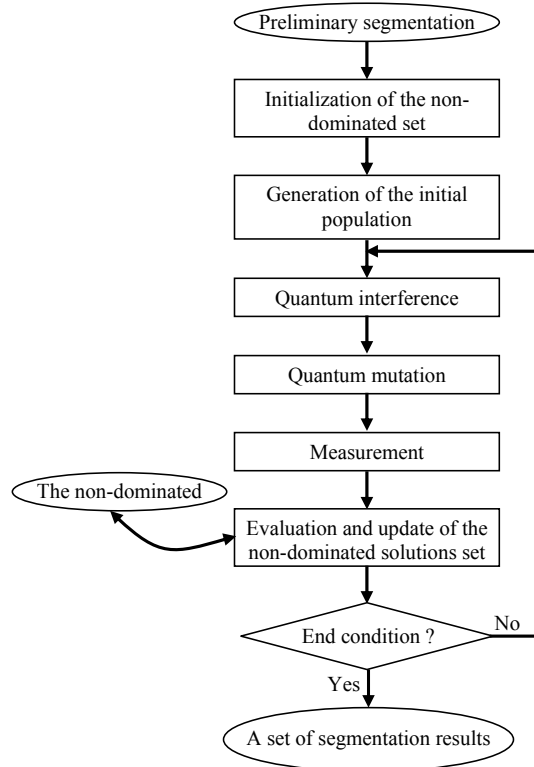 Preliminary segmentation
Initialization of the non-
dominated set
Generation of the initial
population
Quantum interference
Quantum mutation
Measurement
The non-dominated
Evaluation and update of the
non-dominated solutions set
End condition ?
No
Yes
A set of segmentation results